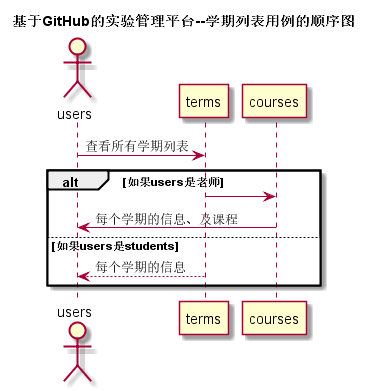 基于GitHub的实验管理平台--学期列表用例的顺序图
users
terms
courses
查看所有学期列表
alt
[如果users是老师]
每个学期的信息、及课程
[如果users是students]
每个学期的信息
users
terms
courses